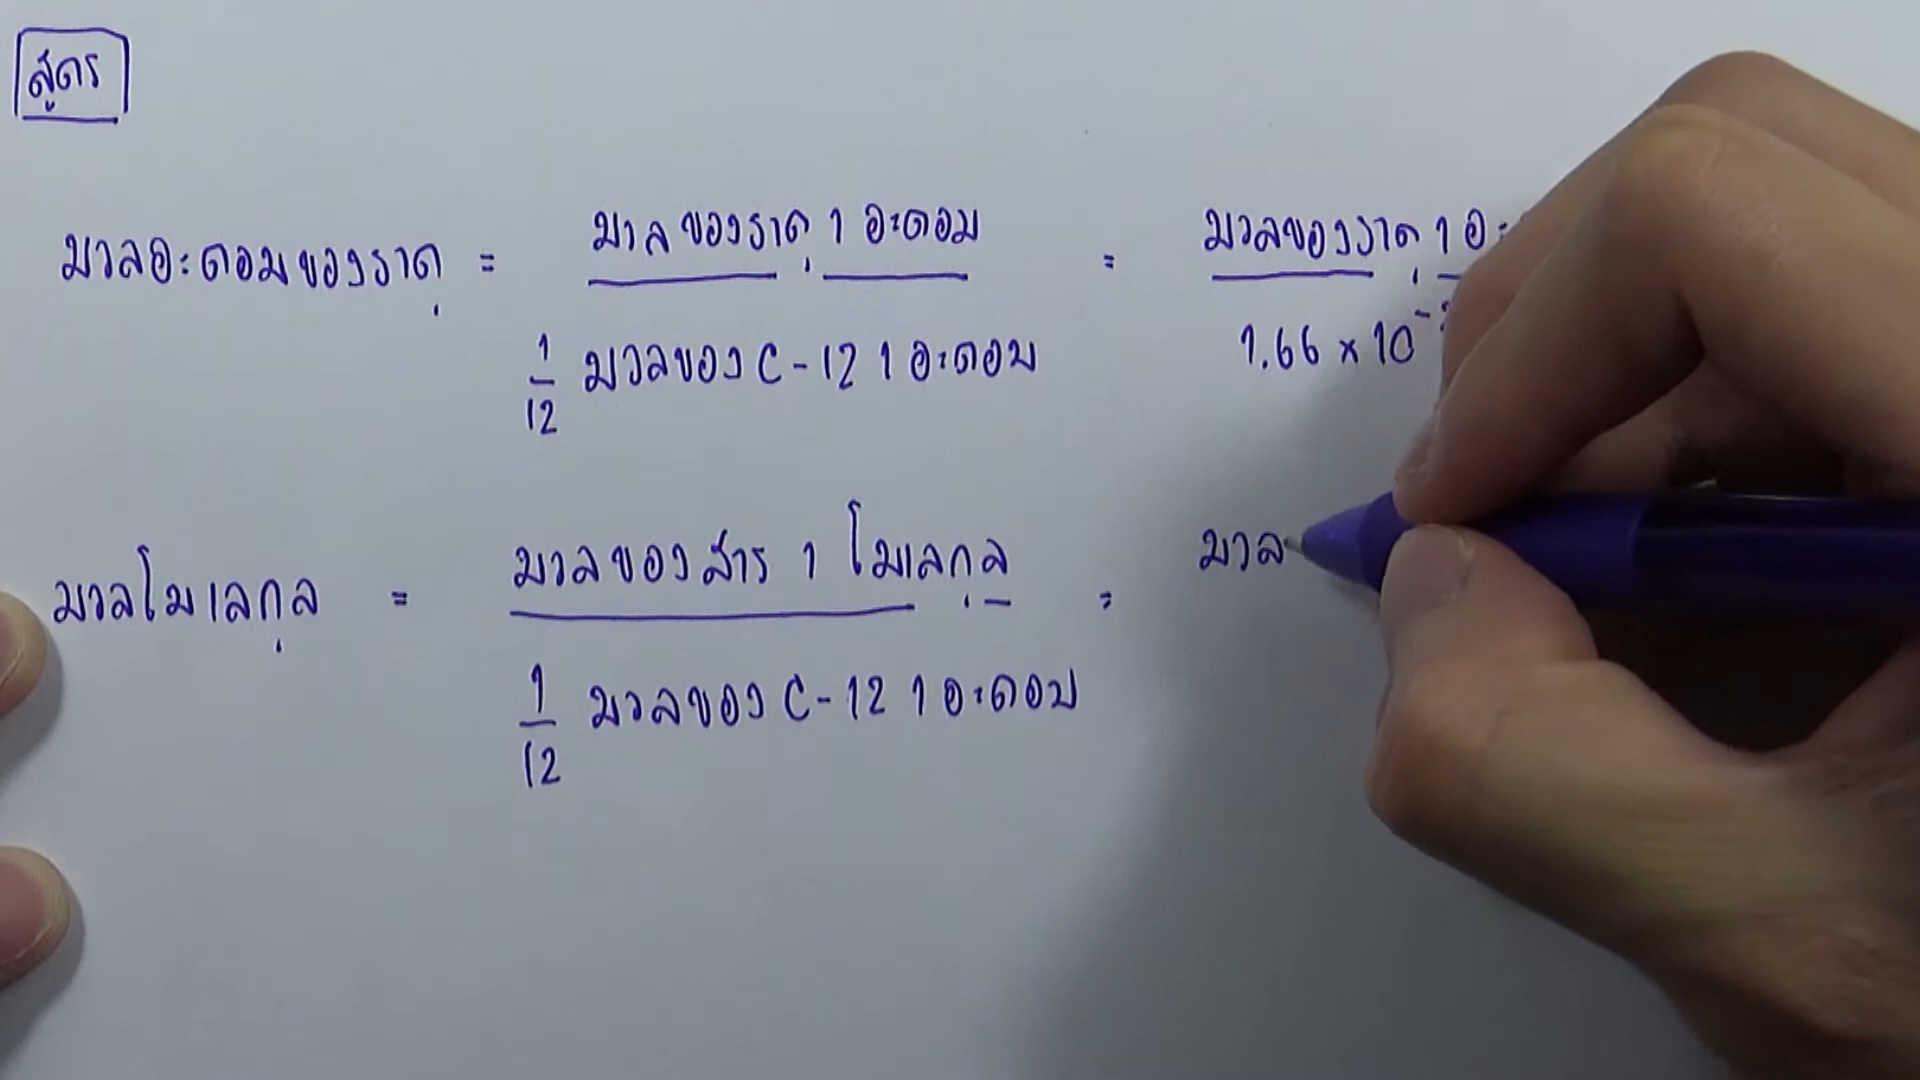 สูตร
มวลอะตอมของธาตุ = มวลของธาตุ 1 อะตอม / 1/12 มวลของ C-12 1 อะตอม = มวลของธาตุ 1 / 1.66 × 10⁻
มวลโมเลกุล = มวลของสาร 1 โมเลกุล / 1/12 มวลของ C-12 1 อะตอม = มวล